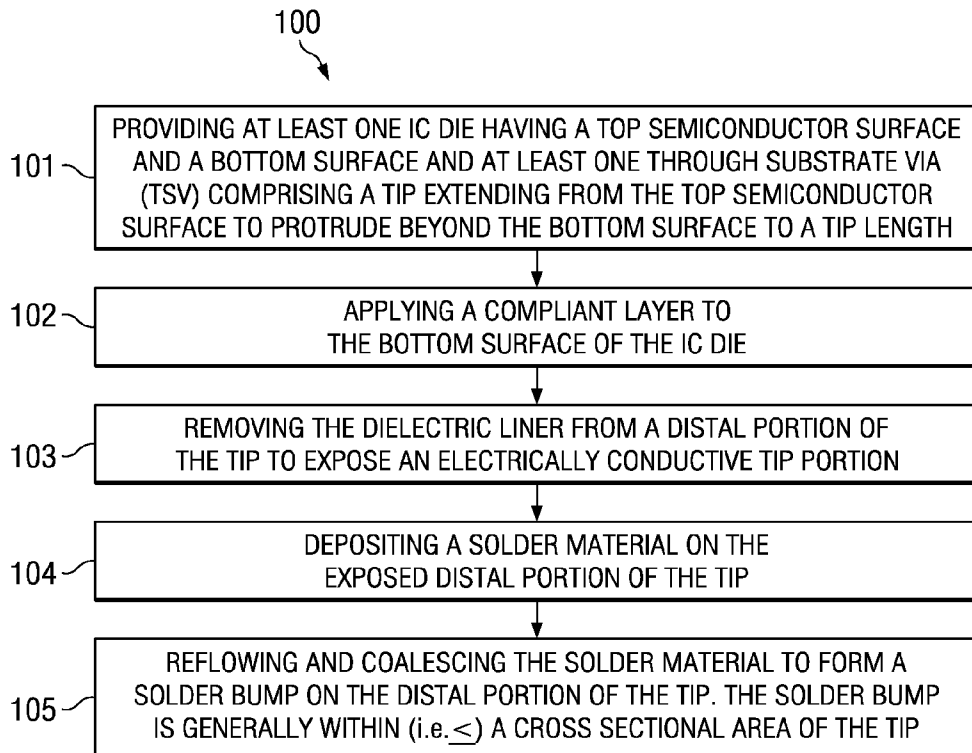 100
101
PROVIDING AT LEAST ONE IC DIE HAVING A TOP SEMICONDUCTOR SURFACE
AND A BOTTOM SURFACE AND AT LEAST ONE THROUGH SUBSTRATE VIA
(TSV) COMPRISING A TIP EXTENDING FROM THE TOP SEMICONDUCTOR
SURFACE TO PROTRUDE BEYOND THE BOTTOM SURFACE TO A TIP LENGTH
102
APPLYING A COMPLIANT LAYER TO
THE BOTTOM SURFACE OF THE IC DIE
103
REMOVING THE DIELECTRIC LINER FROM A DISTAL PORTION OF
THE TIP TO EXPOSE AN ELECTRICALLY CONDUCTIVE TIP PORTION
104
DEPOSITING A SOLDER MATERIAL ON THE
EXPOSED DISTAL PORTION OF THE TIP
105
REFLOWING AND COALESCING THE SOLDER MATERIAL TO FORM A
SOLDER BUMP ON THE DISTAL PORTION OF THE TIP. THE SOLDER BUMP
IS GENERALLY WITHIN (i.e. ≤) A CROSS SECTIONAL AREA OF THE TIP